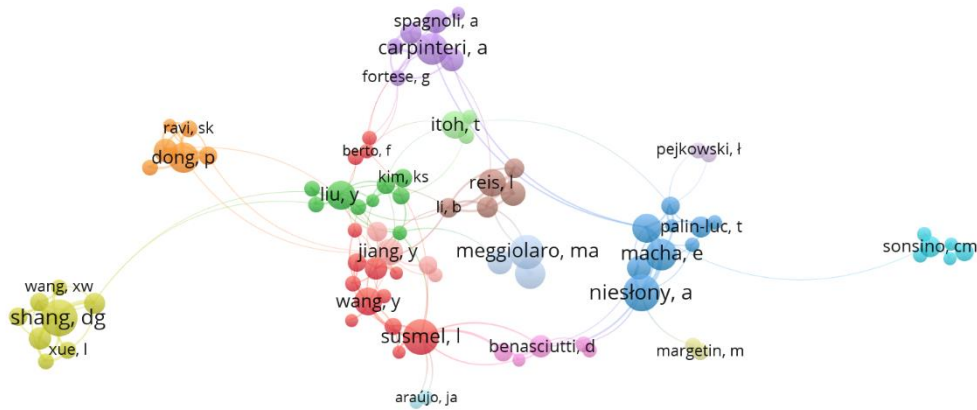 spagnoli, a
carpinteri, a
fortese, g
itoh, t
ravi, sk
dong, p
berto, f
kim, ks
liu, y
reis, l
li, b
pejkowski, ł
palin-luc, t
macha, e
sonsino, cm
jiang, y
meggiolaro, ma
niesłony, a
wang, y
wang, xw
shang, dg
xue, l
susmel, l
benasciutti, d
margetin, m
araújo, ja